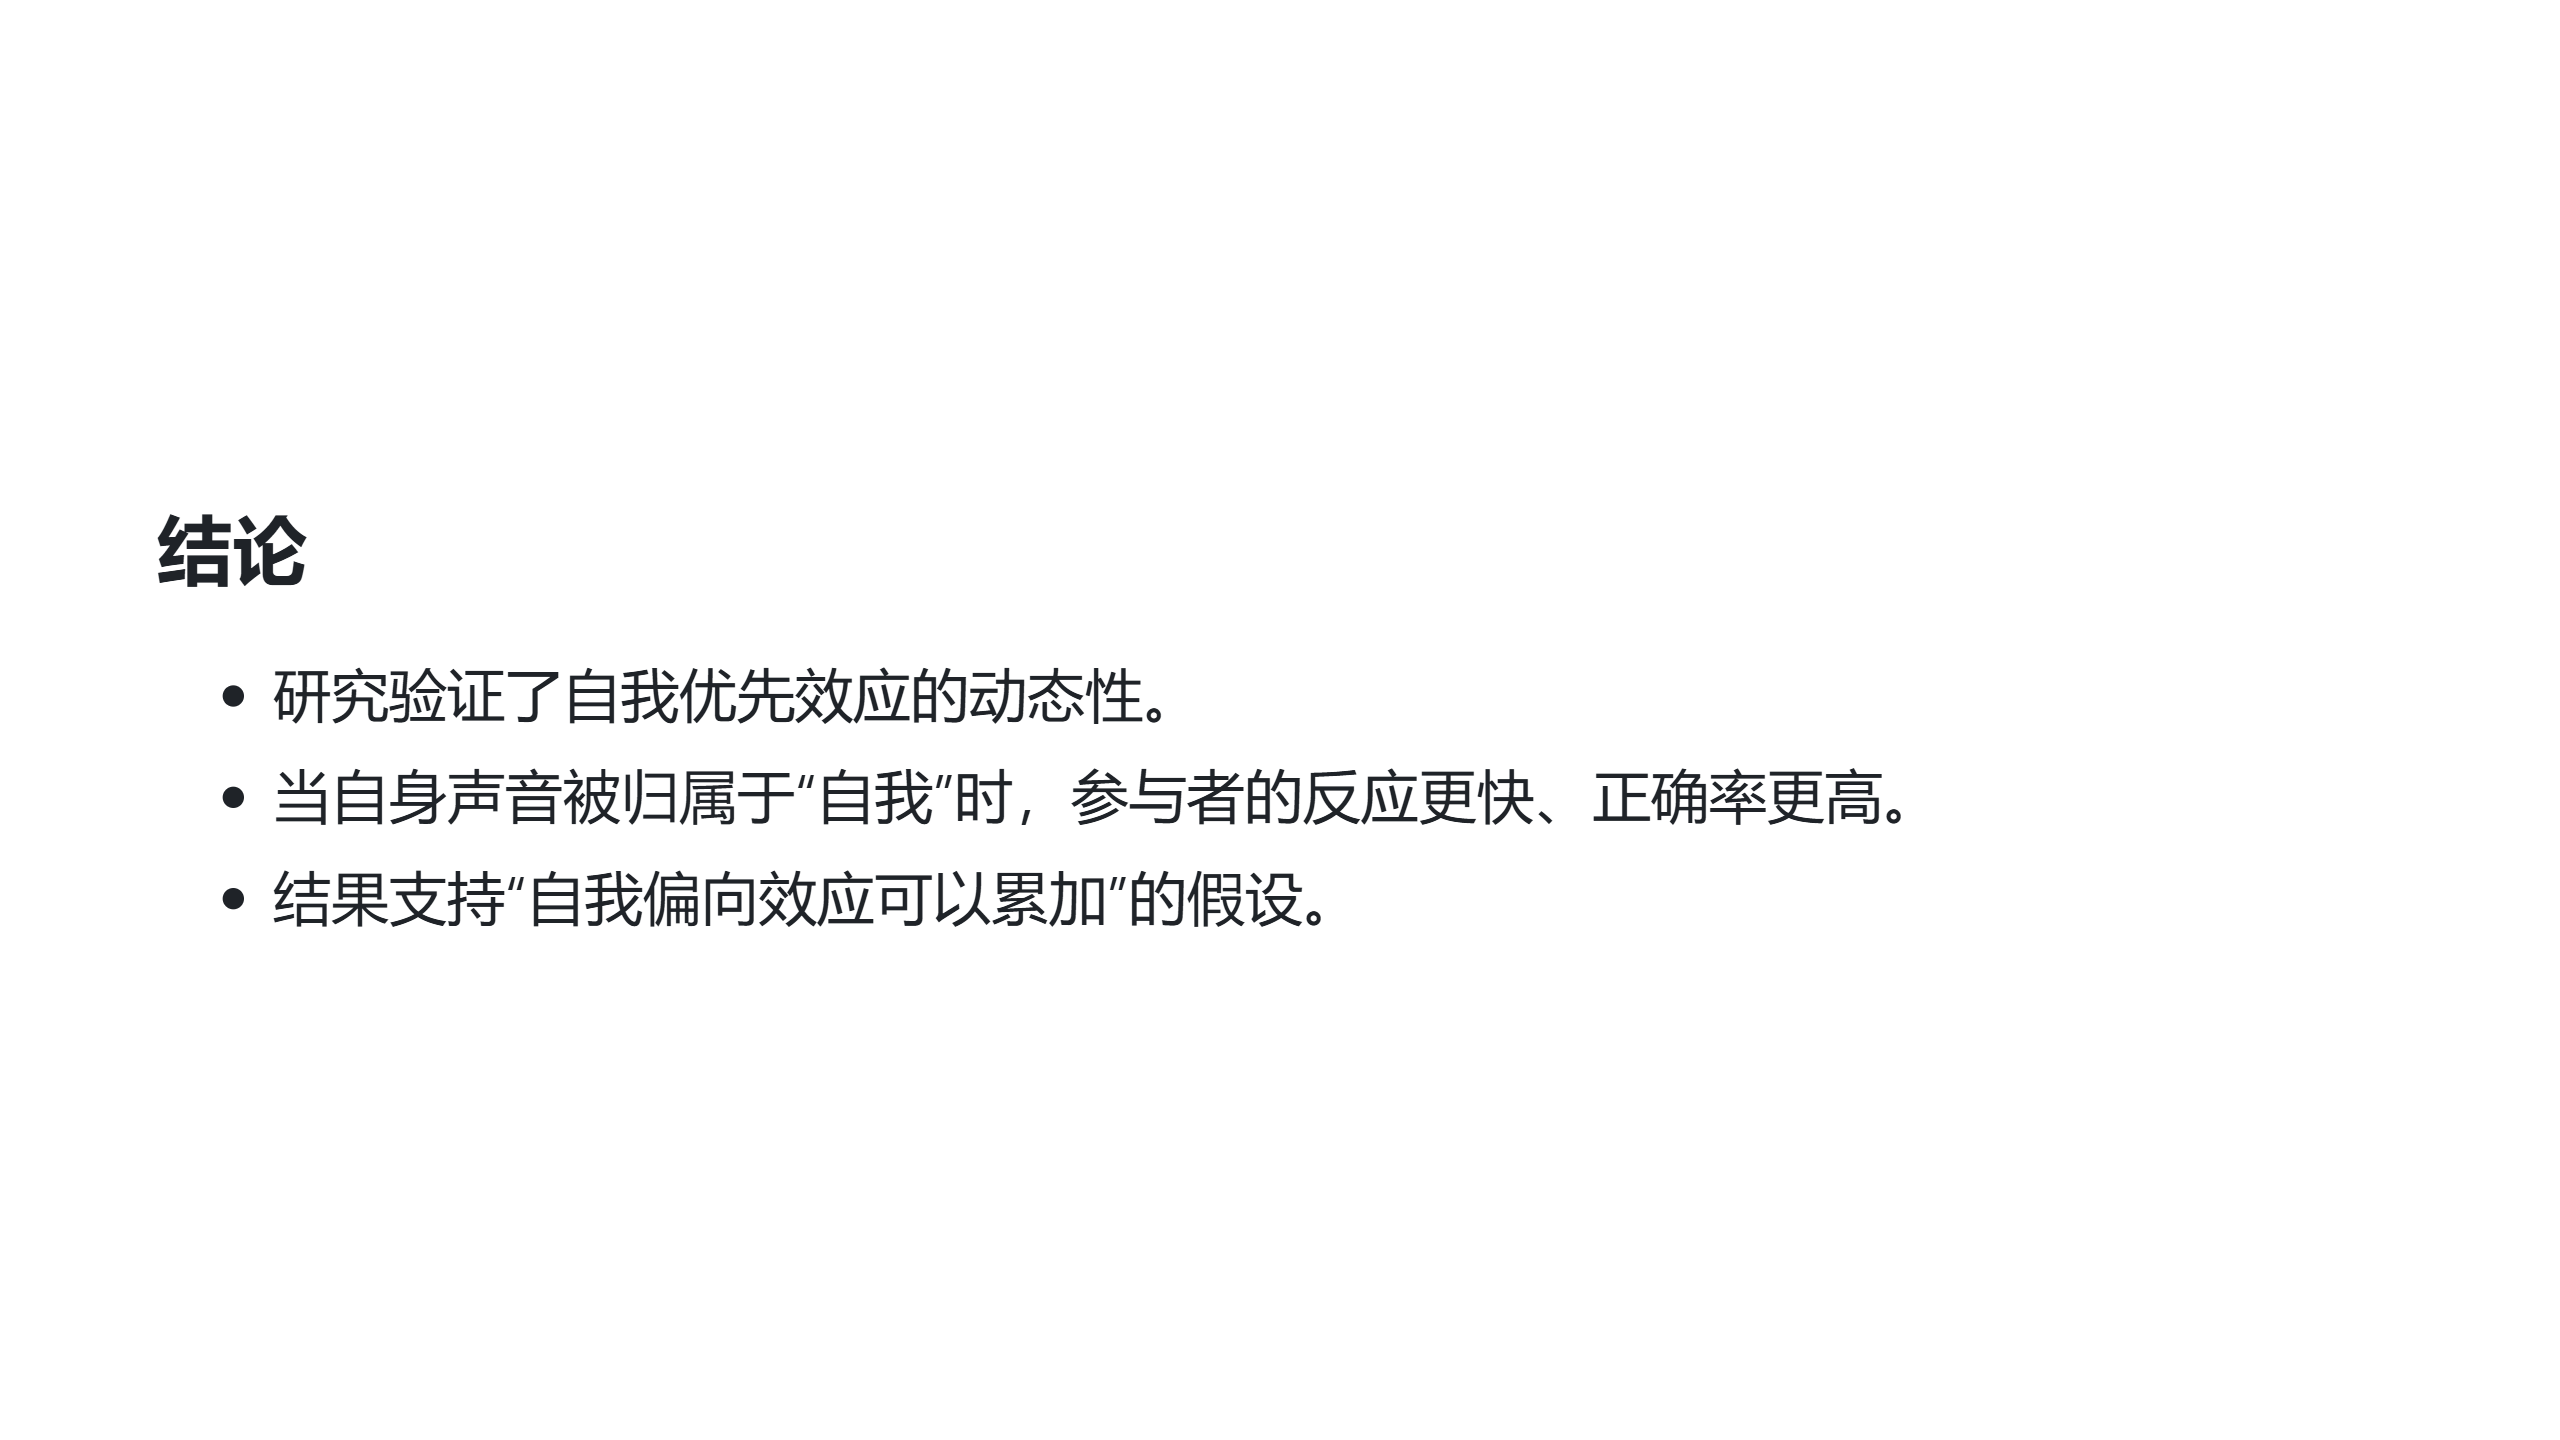 结论
• 研究验证了自我优先效应的动态性。
• 当自身声音被归属于“自我”时，参与者的反应更快、正确率更高。
• 结果支持“自我偏向效应可以累加”的假设。